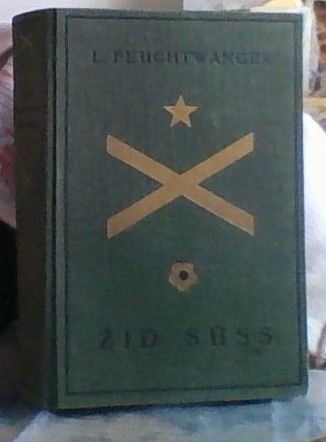 L. FEUCHTWANGER
ŽID SÜSS